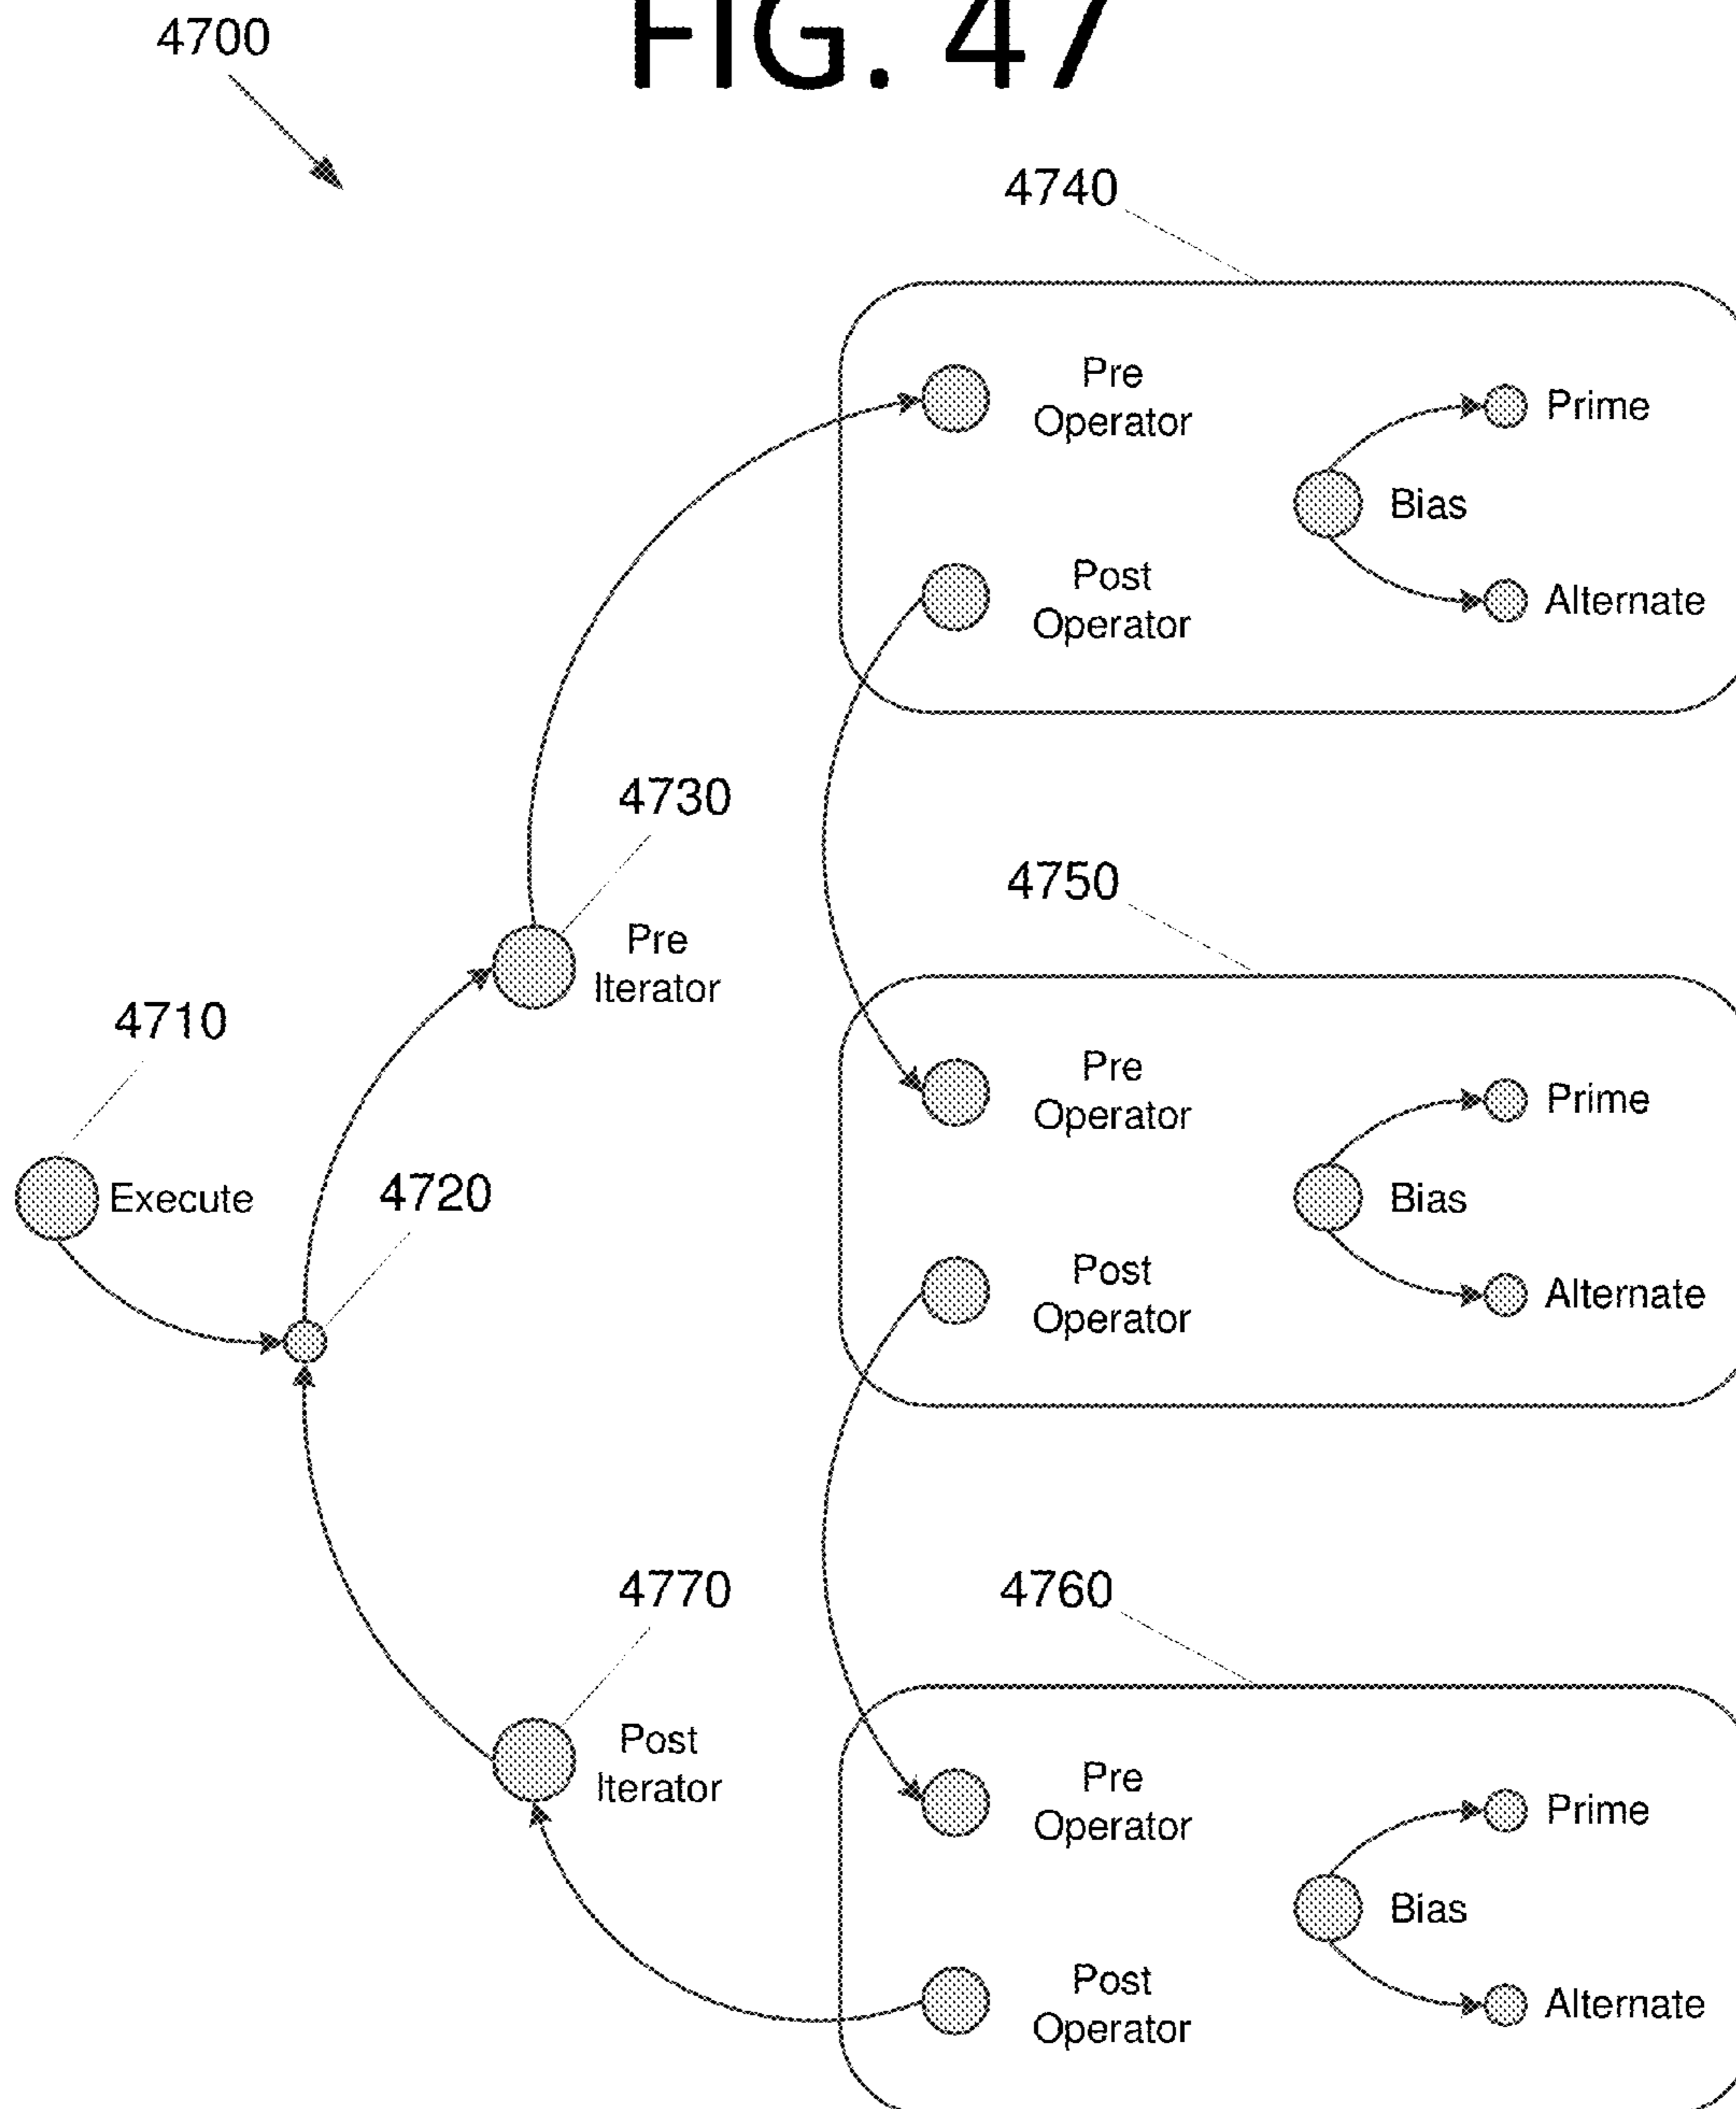 FIG. 47
4700
4740
Pre
Operator
Prime
Bias
Post
Operator
Alternate
4730
Pre
Iterator
4750
4710
Pre
Operator
Prime
Execute
4720
Bias
Post
Operator
Alternate
4770
4760
Post
Iterator
Pre
Operator
Prime
Bias
Post
Operator
Alternate